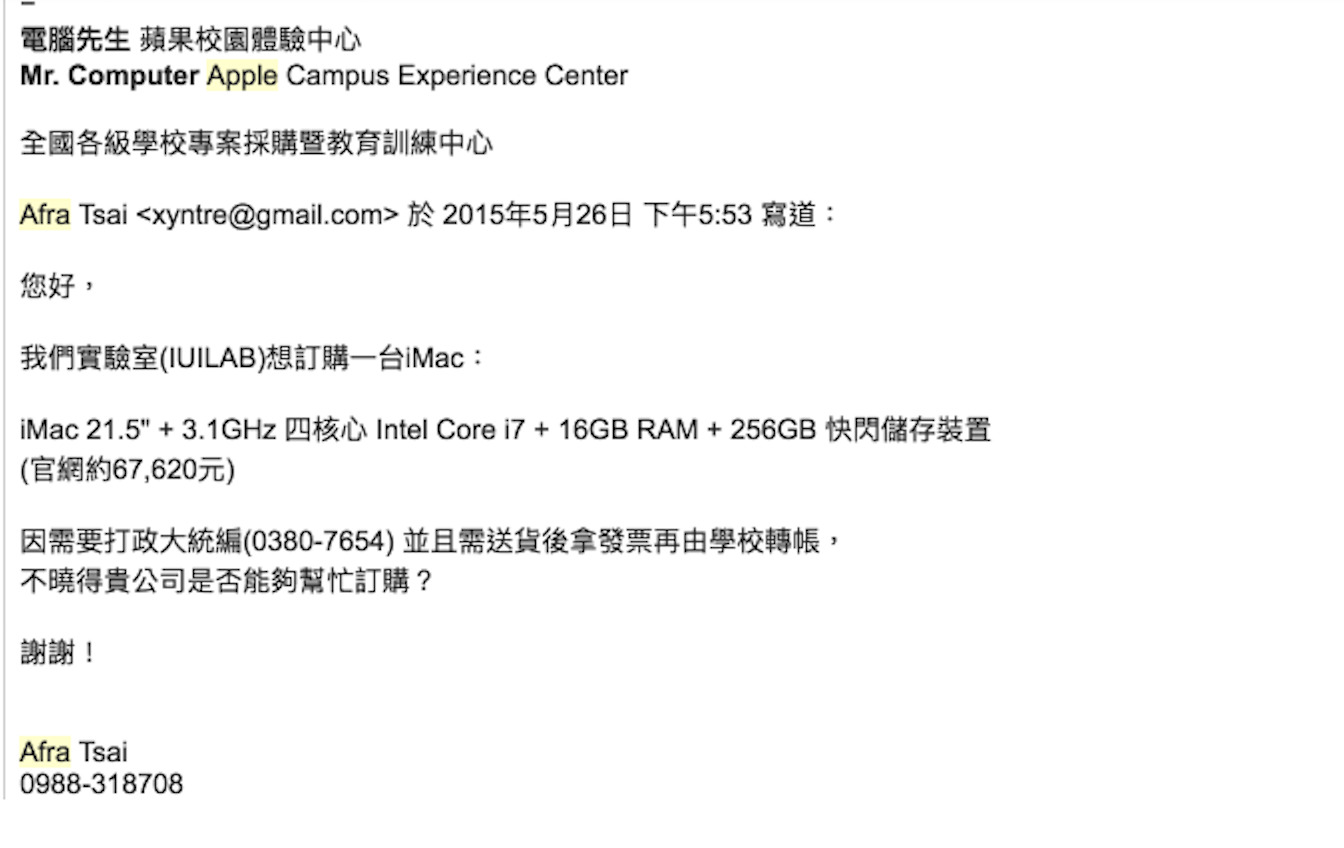 電腦先生 蘋果校園體驗中心
Mr. Computer Apple Campus Experience Center
全國各級學校專案採購暨教育訓練中心
Afra Tsai <xyntre@gmail.com> 於 2015年5月26日 下午5:53 寫道：
您好，
我們實驗室(IUILAB)想訂購一台iMac：
iMac 21.5" + 3.1GHz 四核心 Intel Core i7 + 16GB RAM + 256GB 快閃儲存裝置
(官網約67,620元)
因需要打政大統編(0380-7654) 並且需送貨後拿發票再由學校轉帳，
不曉得貴公司是否能夠幫忙訂購？
謝謝！
Afra Tsai
0988-318708